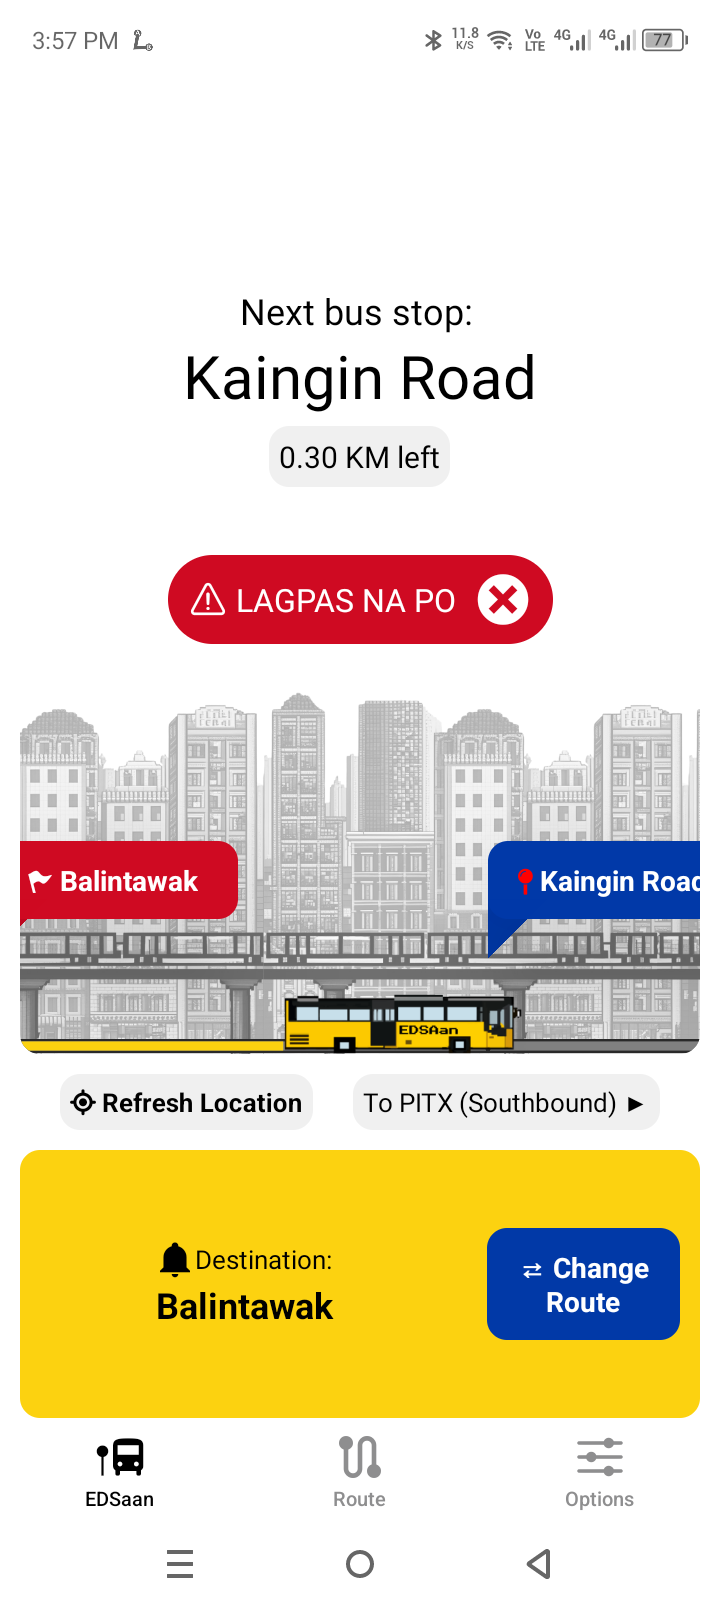 3:57 PM
11.8
K/S
Vo
LTE
4G
4G
77
Next bus stop:
Kaingin Road
0.30 KM left
LAGPAS NA PO
Balintawak
Kaingin Road
EDSAan
Refresh Location
To PITX (Southbound) ►
Destination:
Balintawak
⇄ Change
Route
EDSaan
Route
Options